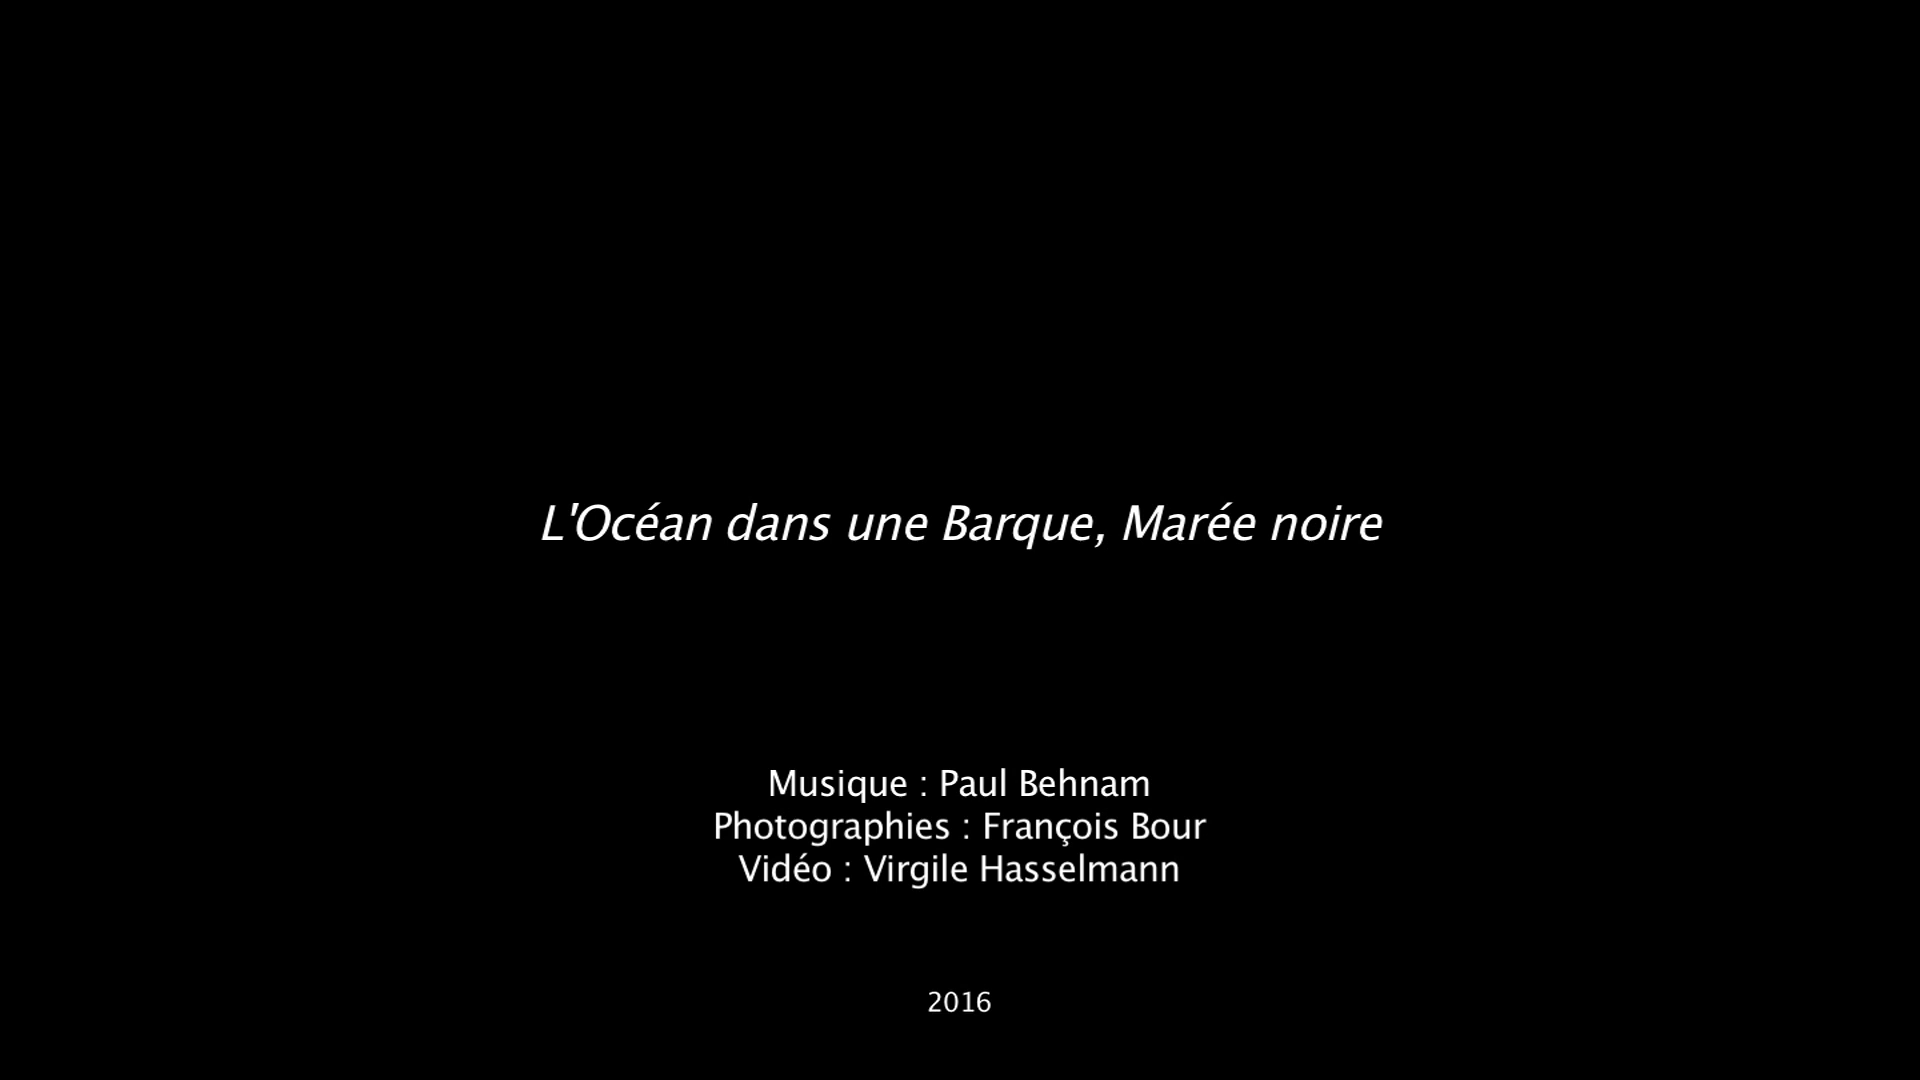 L'Océan dans une Barque, Marée noire
Musique : Paul Behnam
Photographies : François Bour
Vidéo : Virgile Hasselmann
2016